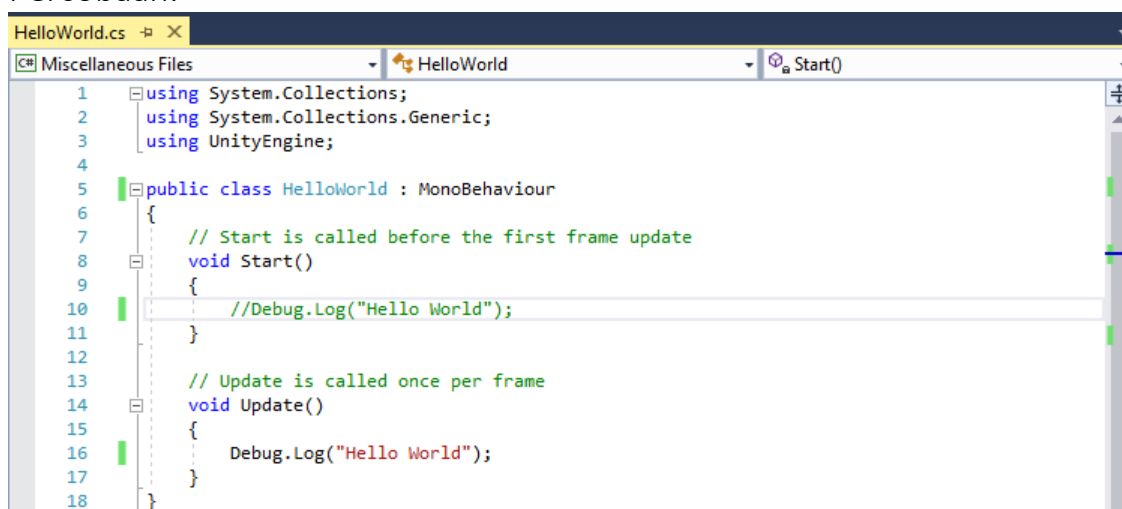 HelloWorld.cs
C# Miscellaneous Files HelloWorld Start()
1 using System.Collections;
2 using System.Collections.Generic;
3 using UnityEngine;
4
5 public class HelloWorld : MonoBehaviour
6 {
7 // Start is called before the first frame update
8 void Start()
9 {
10 //Debug.Log("Hello World");
11 }
12
13 // Update is called once per frame
14 void Update()
15 {
16 Debug.Log("Hello World");
17 }
18 }